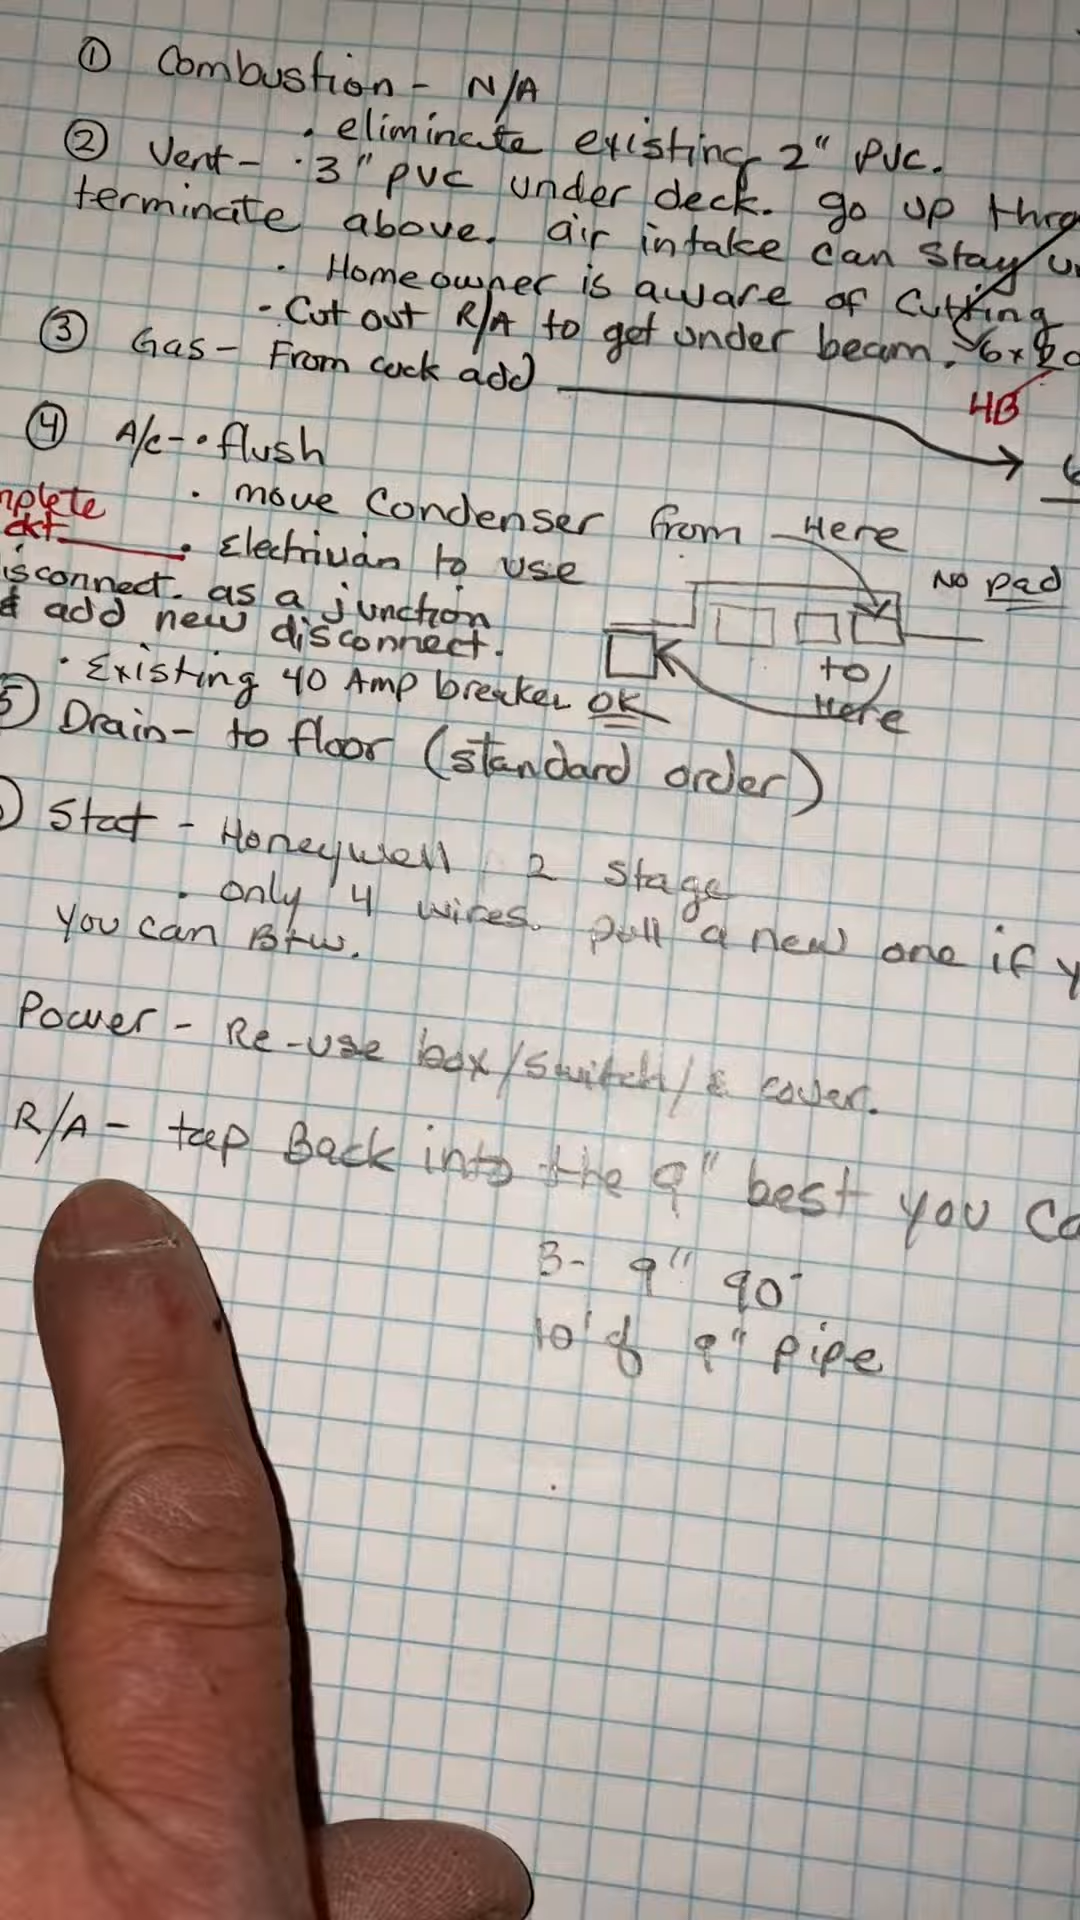 ① Combustion - N/A
· eliminate existing 2" PVC.
② Vent - · 3" PVC under deck. go up
terminate above. air intake can stay
· Homeowner is aware of cutting
· Cut out R/A to get under beam.
③ Gas - From cock add
HB
④ A/C - · flush
· move Condenser from Here
· Electrician to use
disconnect. as a junction
& add new disconnect.
NO pad
to
Here
· Existing 40 Amp breaker OK
5 Drain - to floor (standard order)
Stat - Honeywell 2 stage
· only 4 wires. pull a new one if
you can BTW.
Power - Re-use box/switch/& cover.
R/A - tap Back into the 9" best you
3 - 9" 90°
10' of 9" pipe